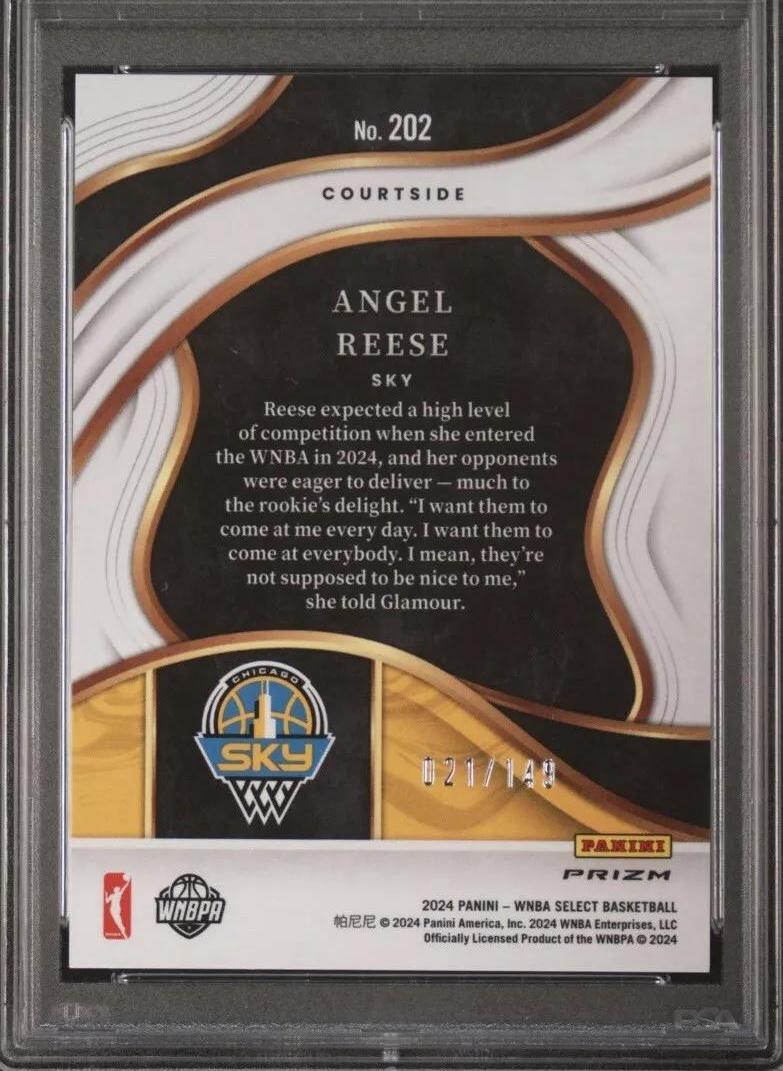 No. 202
COURTSIDE
ANGEL
REESE
SKY
Reese expected a high level
of competition when she entered
the WNBA in 2024, and her opponents
were eager to deliver — much to
the rookie's delight. “I want them to
come at me every day. I want them to
come at everybody. I mean, they're
not supposed to be nice to me,”
she told Glamour.
CHICAGO
SKY
021/149
PANINI
PRIZM
WNBPA
2024 PANINI – WNBA SELECT BASKETBALL
帕尼尼 © 2024 Panini America, Inc. 2024 WNBA Enterprises, LLC
Officially Licensed Product of the WNBPA © 2024
PSA